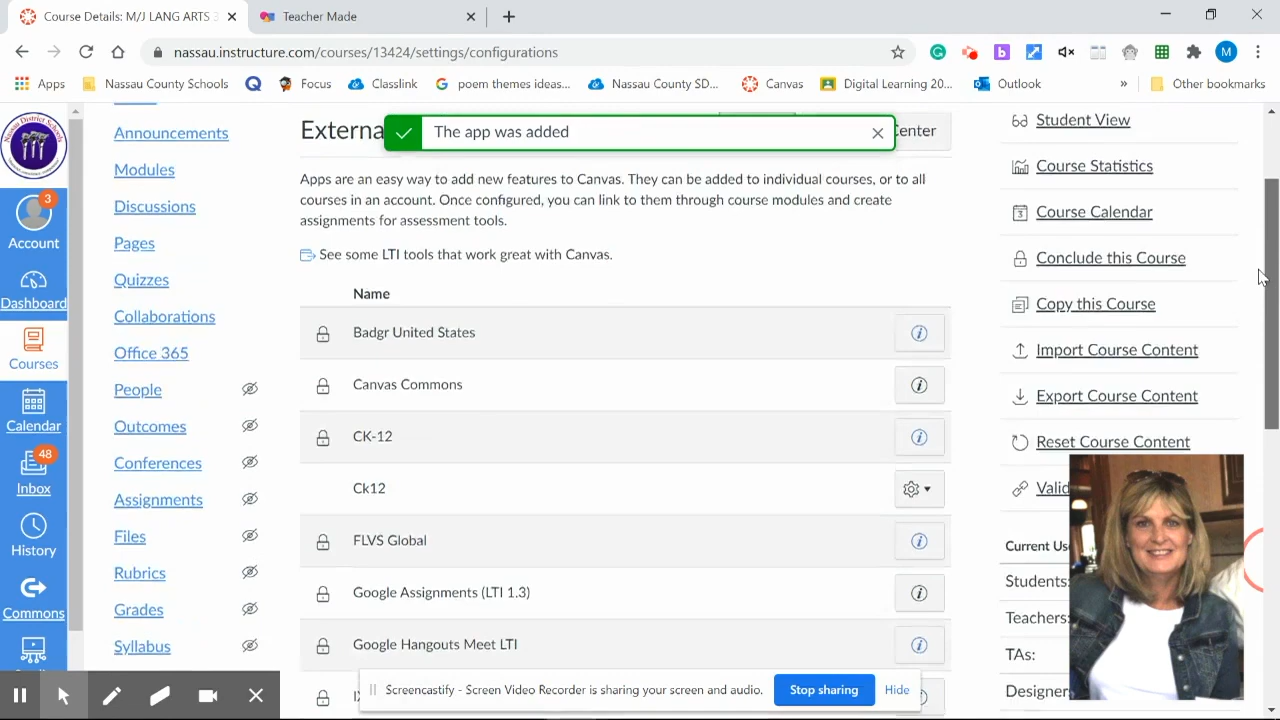 Course Details: M/J LANG ARTS 3
Teacher Made
nassau.instructure.com/courses/13424/settings/configurations
M
Apps
Nassau County Schools
Focus
Classlink
poem themes ideas...
Nassau County SD...
Canvas
Digital Learning 20...
Outlook
»
Other bookmarks
Announcements
Modules
Discussions
Pages
Quizzes
Collaborations
Office 365
People
Outcomes
Conferences
Assignments
Files
Rubrics
Grades
Syllabus
3
Account
Dashboard
Courses
Calendar
48
Inbox
History
Commons
Externa
The app was added
Center
Apps are an easy way to add new features to Canvas. They can be added to individual courses, or to all
courses in an account. Once configured, you can link to them through course modules and create
assignments for assessment tools.
See some LTI tools that work great with Canvas.
Name
Badgr United States
Canvas Commons
CK-12
Ck12
FLVS Global
Google Assignments (LTI 1.3)
Google Hangouts Meet LTI
Student View
Course Statistics
Course Calendar
Conclude this Course
Copy this Course
Import Course Content
Export Course Content
Reset Course Content
Valid
Current Us
Students:
Teachers:
TAs:
Designer
Screencastify - Screen Video Recorder is sharing your screen and audio.
Stop sharing
Hide